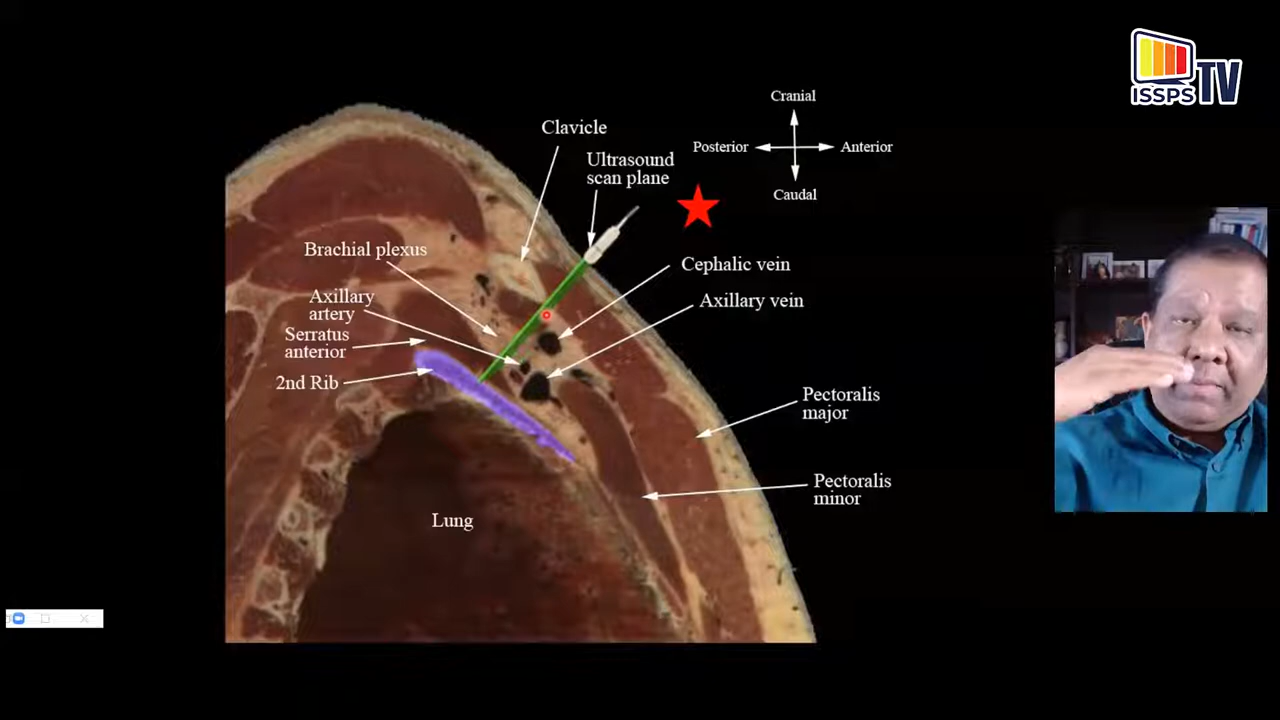 ISSPS TV
Cranial
Posterior
Anterior
Caudal
Clavicle
Ultrasound
scan plane
Brachial plexus
Cephalic vein
Axillary
artery
Axillary vein
Serratus
anterior
2nd Rib
Pectoralis
major
Pectoralis
minor
Lung